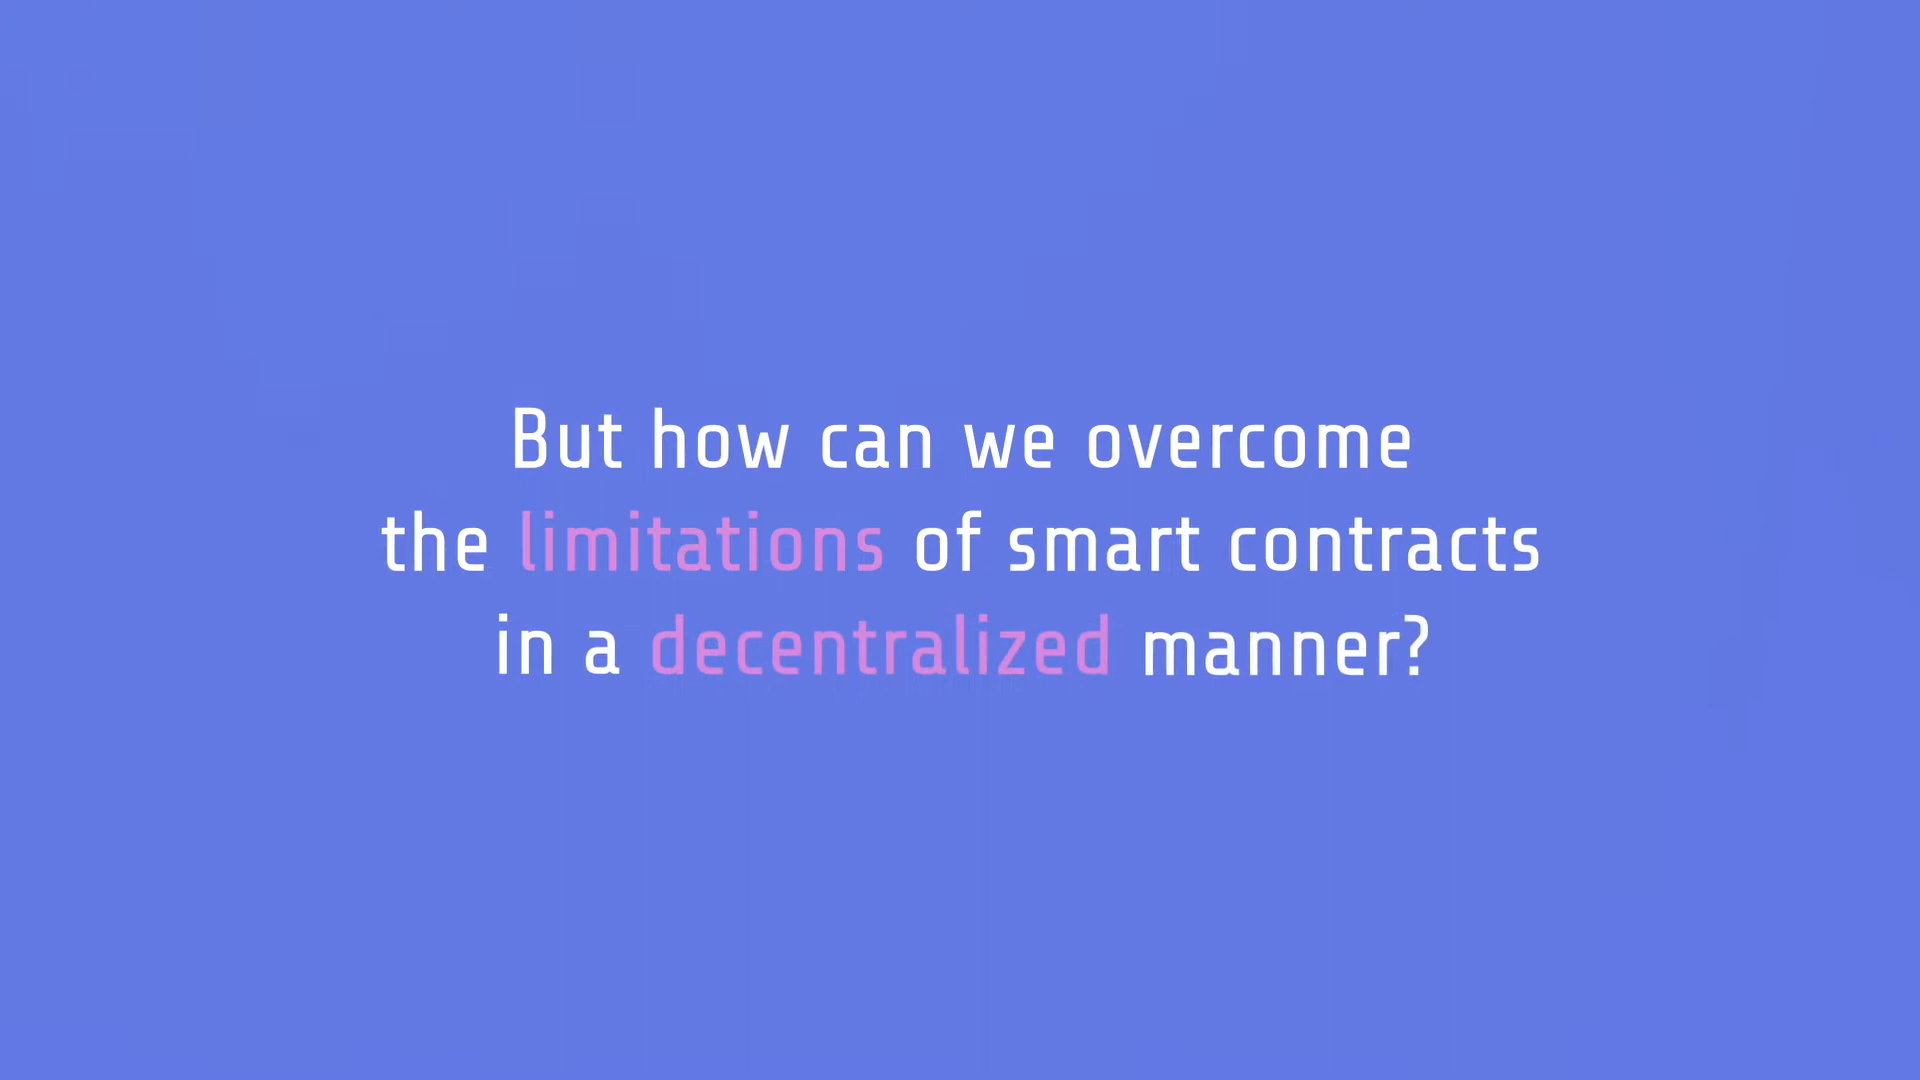 But how can we overcome
the limitations of smart contracts
in a decentralized manner?